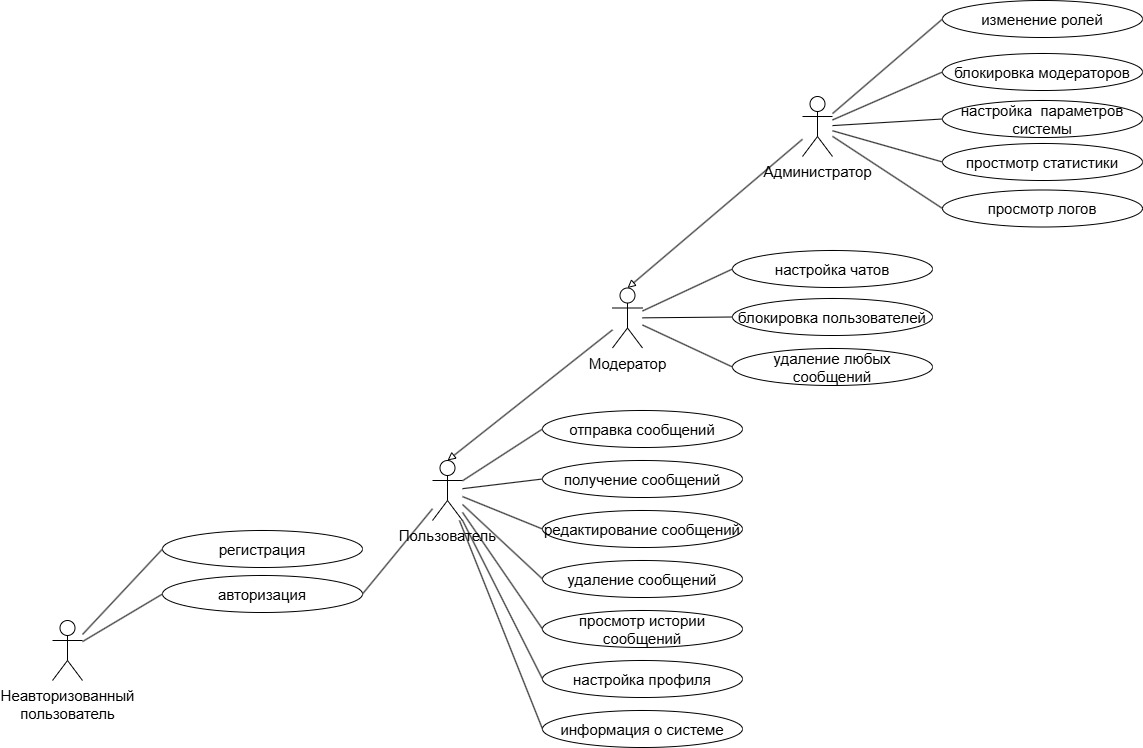 изменение ролей
блокировка модераторов
настройка параметров
системы
простмотр статистики
Администратор
просмотр логов
настройка чатов
блокировка пользователей
Модератор
удаление любых
сообщений
отправка сообщений
получение сообщений
редактирование сообщений
Пользователь
регистрация
удаление сообщений
авторизация
просмотр истории
сообщений
настройка профиля
Неавторизованный
пользователь
информация о системе